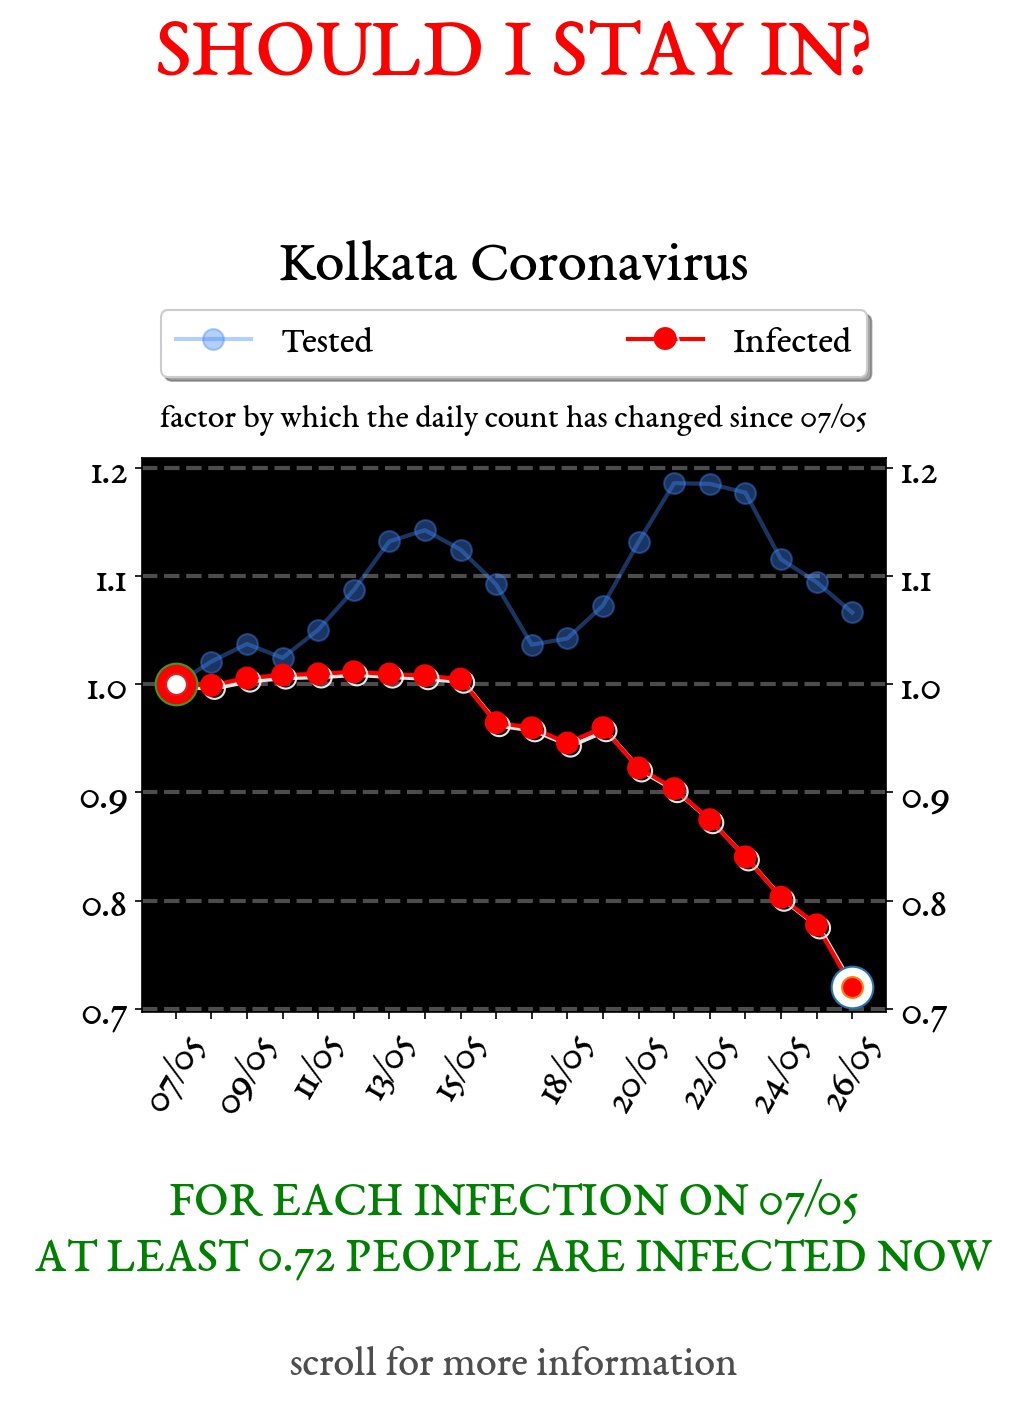 SHOULD I STAY IN?
Kolkata Coronavirus
Tested Infected
factor by which the daily count has changed since 07/05
1.2 1.2
1.1 1.1
1.0 1.0
0.9 0.9
0.8 0.8
0.7 0.7
07/05 09/05 11/05 13/05 15/05 18/05 20/05 22/05 24/05 26/05
FOR EACH INFECTION ON 07/05
AT LEAST 0.72 PEOPLE ARE INFECTED NOW
scroll for more information